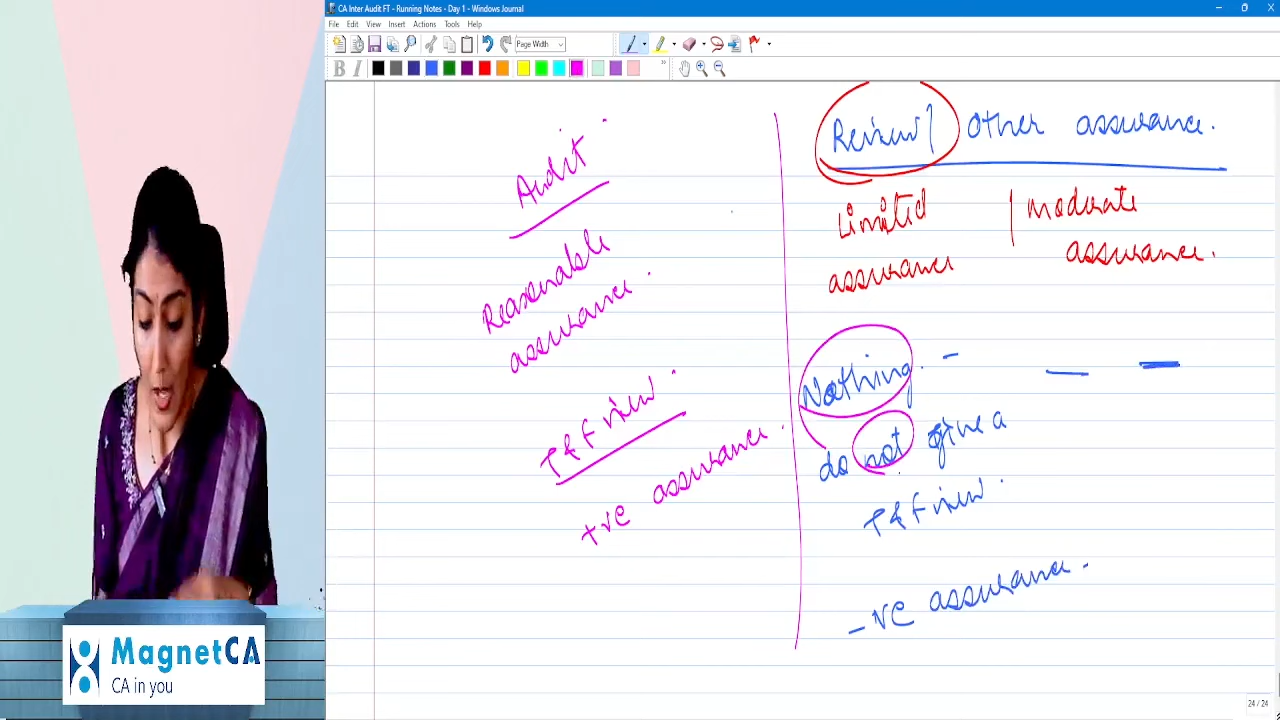 CA Inter Audit FT - Running Notes - Day 1 - Windows Journal
File Edit View Insert Actions Tools Help
Page Width
B I
Audit
Reasonable
assurance.
T & F view.
+ve assurance.
Review | Other assurance.
Limited
assurance
| moderate
assurance.
Nothing -
do not give a
T & F view.
-ve assurance.
MagnetCA
CA in you
24 / 24